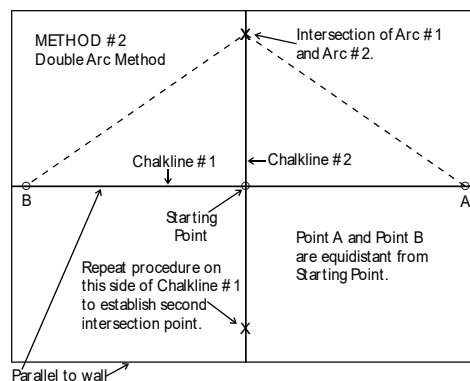 METHOD #2
Double Arc Method
X
Intersection of Arc #1
and Arc #2.
Chalkline #1
Chalkline #2
B
A
Starting
Point
Point A and Point B
are equidistant from
Starting Point.
Repeat procedure on
this side of Chalkline #1
to establish second
intersection point.
X
Parallel to wall